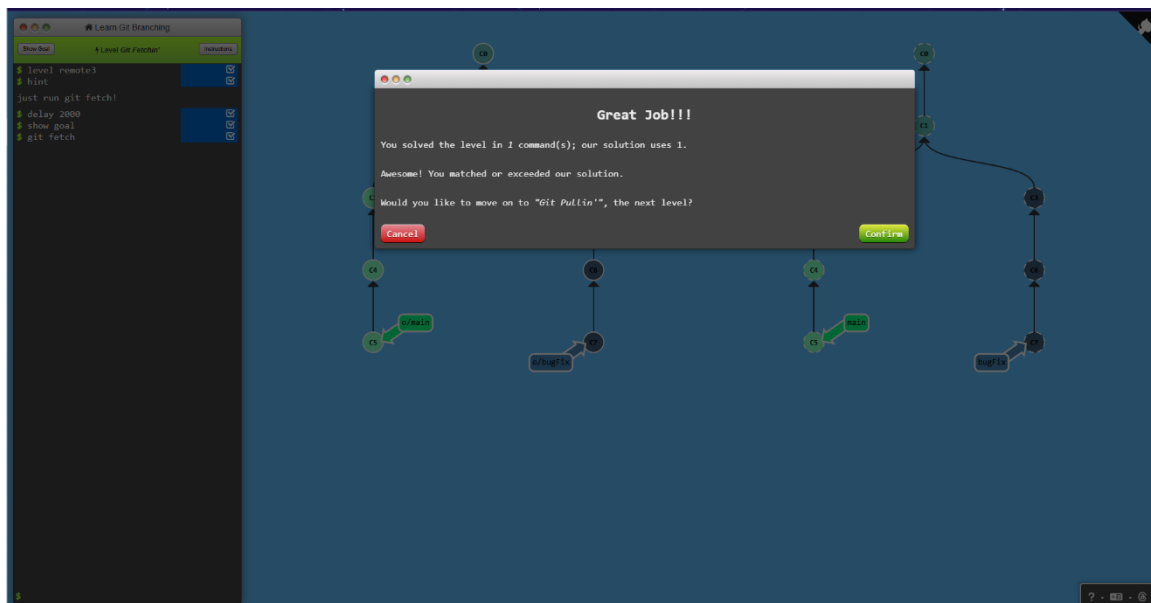 Learn Git Branching
Show Goal
Level Git Fetchin'
Instructions
$ level remote3
$ hint
just run git fetch!
$ delay 2000
$ show goal
$ git fetch
$
Great Job!!!
You solved the level in 1 command(s); our solution uses 1.
Awesome! You matched or exceeded our solution.
Would you like to move on to "Git Pullin'", the next level?
Cancel
Confirm
C0
C0
C1
C3
C4
C6
C4
C6
o/main
main
C5
C7
C5
C7
o/bugFix
bugFix
?